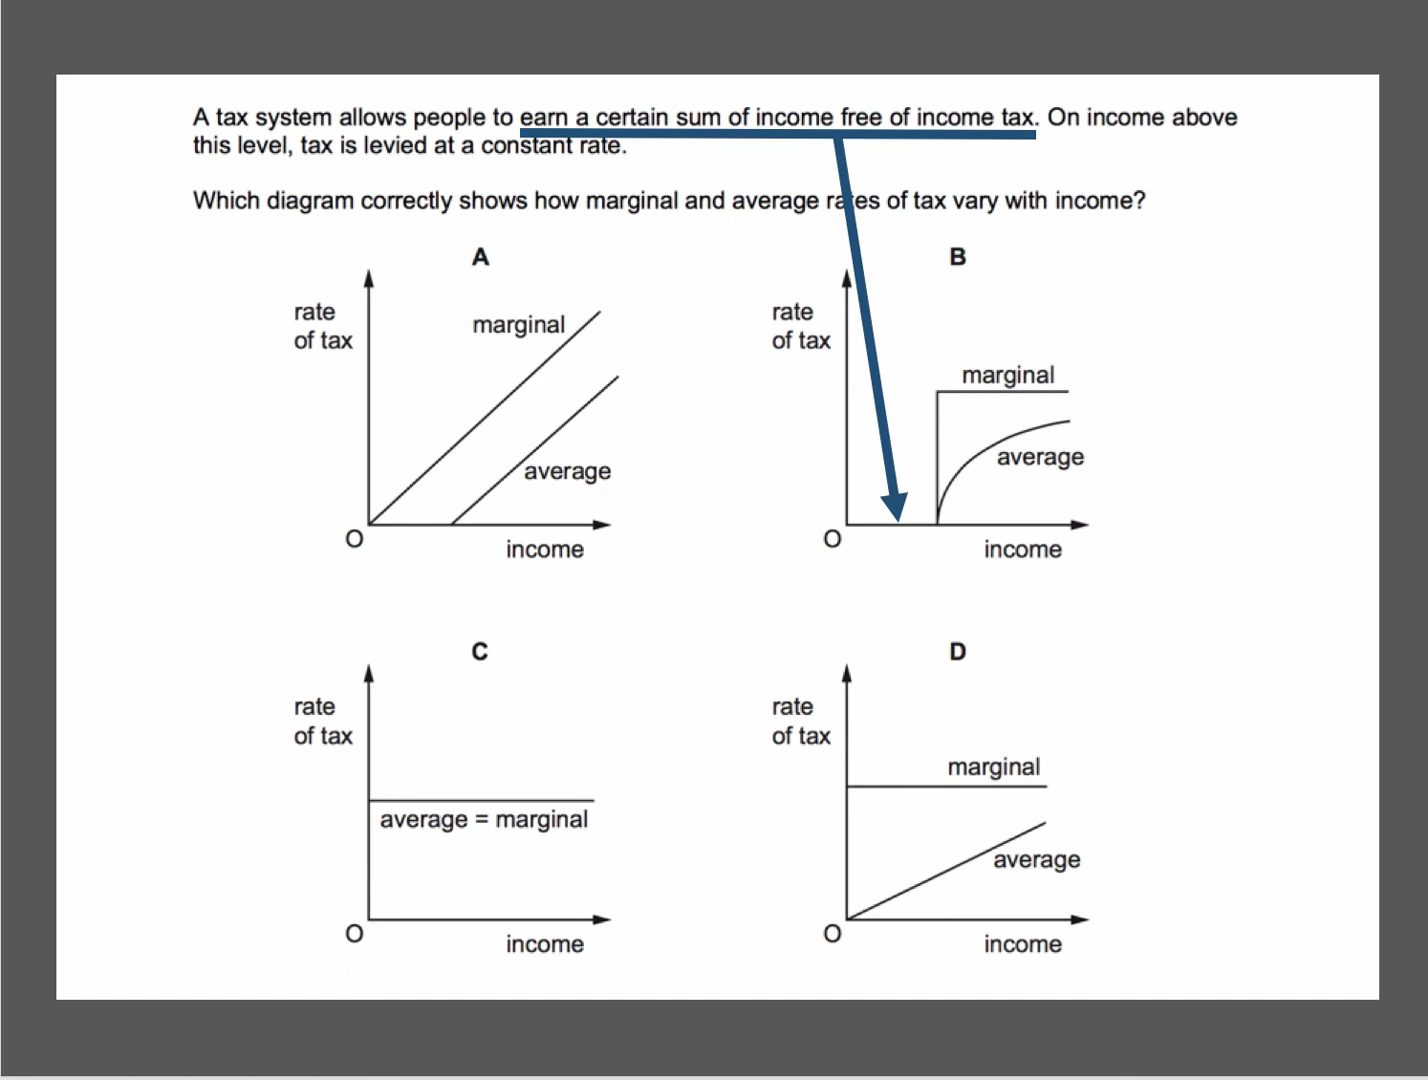 A tax system allows people to earn a certain sum of income free of income tax. On income above
this level, tax is levied at a constant rate.
Which diagram correctly shows how marginal and average rates of tax vary with income?
A
rate
of tax
marginal
average
O
income
B
rate
of tax
marginal
average
O
income
C
rate
of tax
average = marginal
O
income
D
rate
of tax
marginal
average
O
income